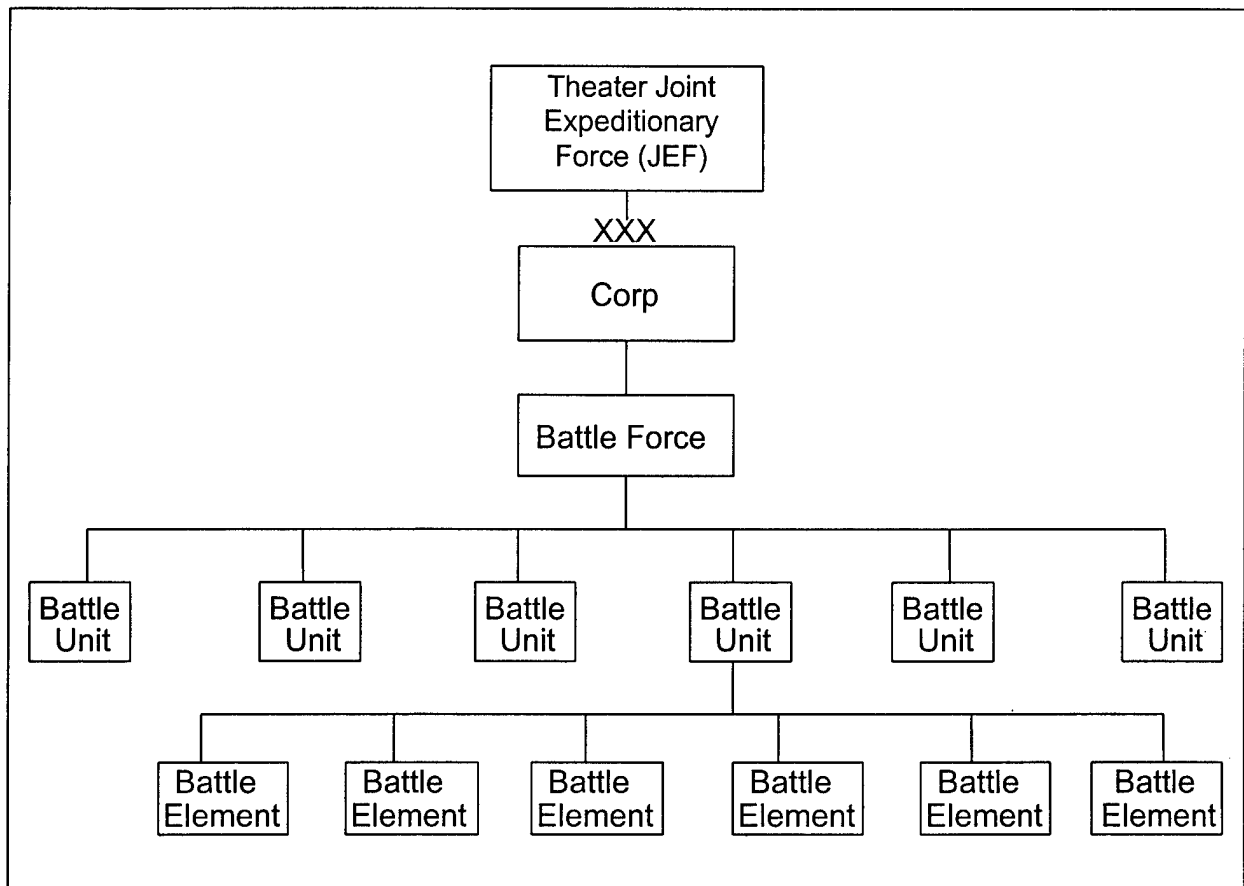 Theater Joint
Expeditionary
Force (JEF)
XXX
Corp
Battle Force
Battle
Unit
Battle
Unit
Battle
Unit
Battle
Unit
Battle
Unit
Battle
Unit
Battle
Element
Battle
Element
Battle
Element
Battle
Element
Battle
Element
Battle
Element